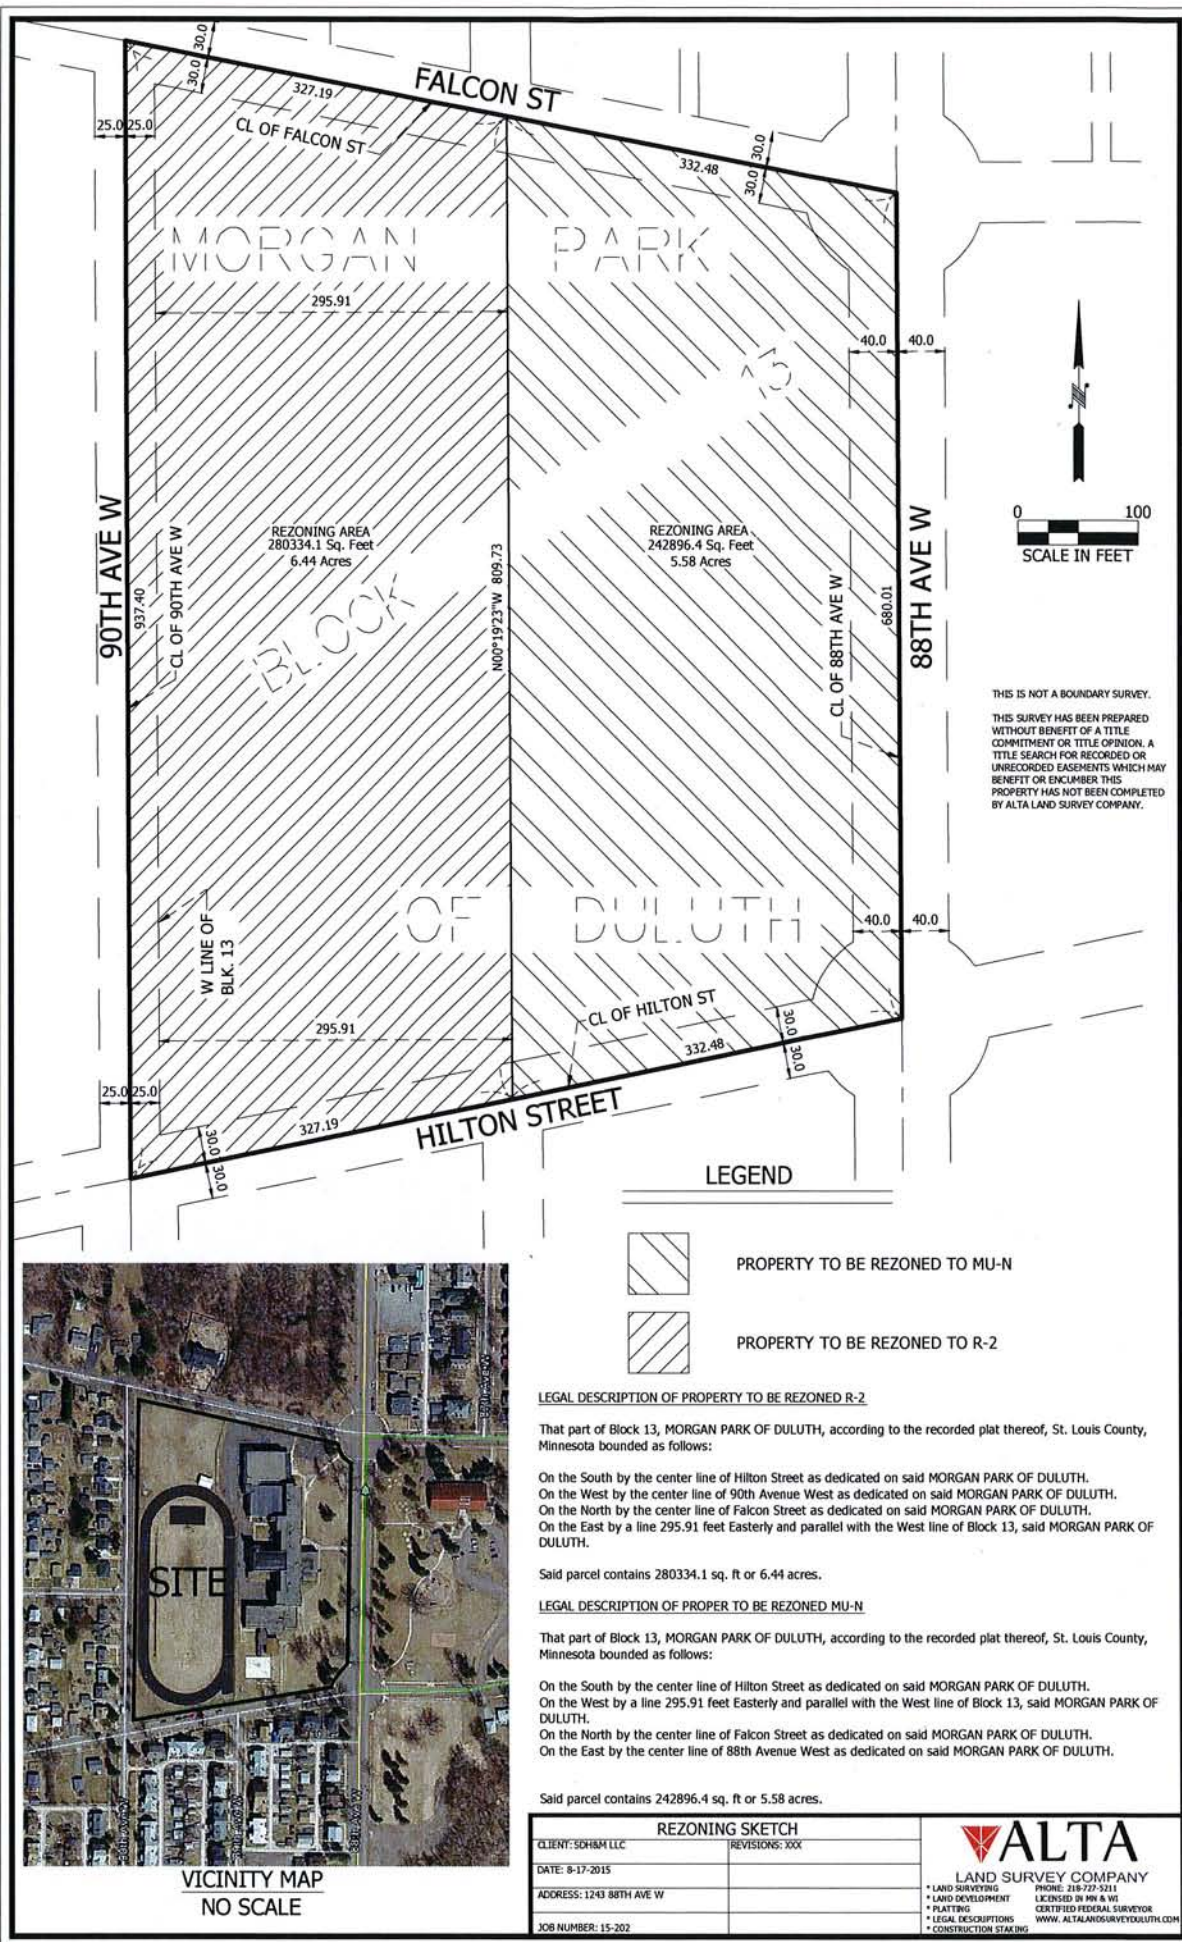 FALCON ST
30.0
30.0
327.19
CL OF FALCON ST
25.0
25.0
332.48
30.0
30.0
MORGAN PARK
295.91
40.0
40.0
13
N
0 100
SCALE IN FEET
90TH AVE W
937.40
CL OF 90TH AVE W
REZONING AREA
280334.1 Sq. Feet
6.44 Acres
N00°19'23"W 809.73
REZONING AREA
242896.4 Sq. Feet
5.58 Acres
CL OF 88TH AVE W
680.01
88TH AVE W
BLOCK
THIS IS NOT A BOUNDARY SURVEY.
THIS SURVEY HAS BEEN PREPARED
WITHOUT BENEFIT OF A TITLE
COMMITMENT OR TITLE OPINION. A
TITLE SEARCH FOR RECORDED OR
UNRECORDED EASEMENTS WHICH MAY
BENEFIT OR ENCUMBER THIS
PROPERTY HAS NOT BEEN COMPLETED
BY ALTA LAND SURVEY COMPANY.
OF DULUTH
40.0
40.0
W LINE OF
BLK. 13
295.91
CL OF HILTON ST
332.48
30.0
30.0
25.0
25.0
327.19
30.0
30.0
HILTON STREET
LEGEND
PROPERTY TO BE REZONED TO MU-N
PROPERTY TO BE REZONED TO R-2
SITE
88th Ave W
VICINITY MAP
NO SCALE
LEGAL DESCRIPTION OF PROPERTY TO BE REZONED R-2
That part of Block 13, MORGAN PARK OF DULUTH, according to the recorded plat thereof, St. Louis County,
Minnesota bounded as follows:
On the South by the center line of Hilton Street as dedicated on said MORGAN PARK OF DULUTH.
On the West by the center line of 90th Avenue West as dedicated on said MORGAN PARK OF DULUTH.
On the North by the center line of Falcon Street as dedicated on said MORGAN PARK OF DULUTH.
On the East by a line 295.91 feet Easterly and parallel with the West line of Block 13, said MORGAN PARK OF
DULUTH.
Said parcel contains 280334.1 sq. ft or 6.44 acres.
LEGAL DESCRIPTION OF PROPER TO BE REZONED MU-N
That part of Block 13, MORGAN PARK OF DULUTH, according to the recorded plat thereof, St. Louis County,
Minnesota bounded as follows:
On the South by the center line of Hilton Street as dedicated on said MORGAN PARK OF DULUTH.
On the West by a line 295.91 feet Easterly and parallel with the West line of Block 13, said MORGAN PARK OF
DULUTH.
On the North by the center line of Falcon Street as dedicated on said MORGAN PARK OF DULUTH.
On the East by the center line of 88th Avenue West as dedicated on said MORGAN PARK OF DULUTH.
Said parcel contains 242896.4 sq. ft or 5.58 acres.
REZONING SKETCH
CLIENT: SDH&M LLC
REVISIONS: XXX
DATE: 8-17-2015
ADDRESS: 1243 88TH AVE W
JOB NUMBER: 15-202
ALTA
LAND SURVEY COMPANY
* LAND SURVEYING
* LAND DEVELOPMENT
* PLATTING
* LEGAL DESCRIPTIONS
* CONSTRUCTION STAKING
PHONE: 218-727-5211
LICENSED IN MN & WI
CERTIFIED FEDERAL SURVEYOR
WWW. ALTALANDSURVEYDULUTH.COM